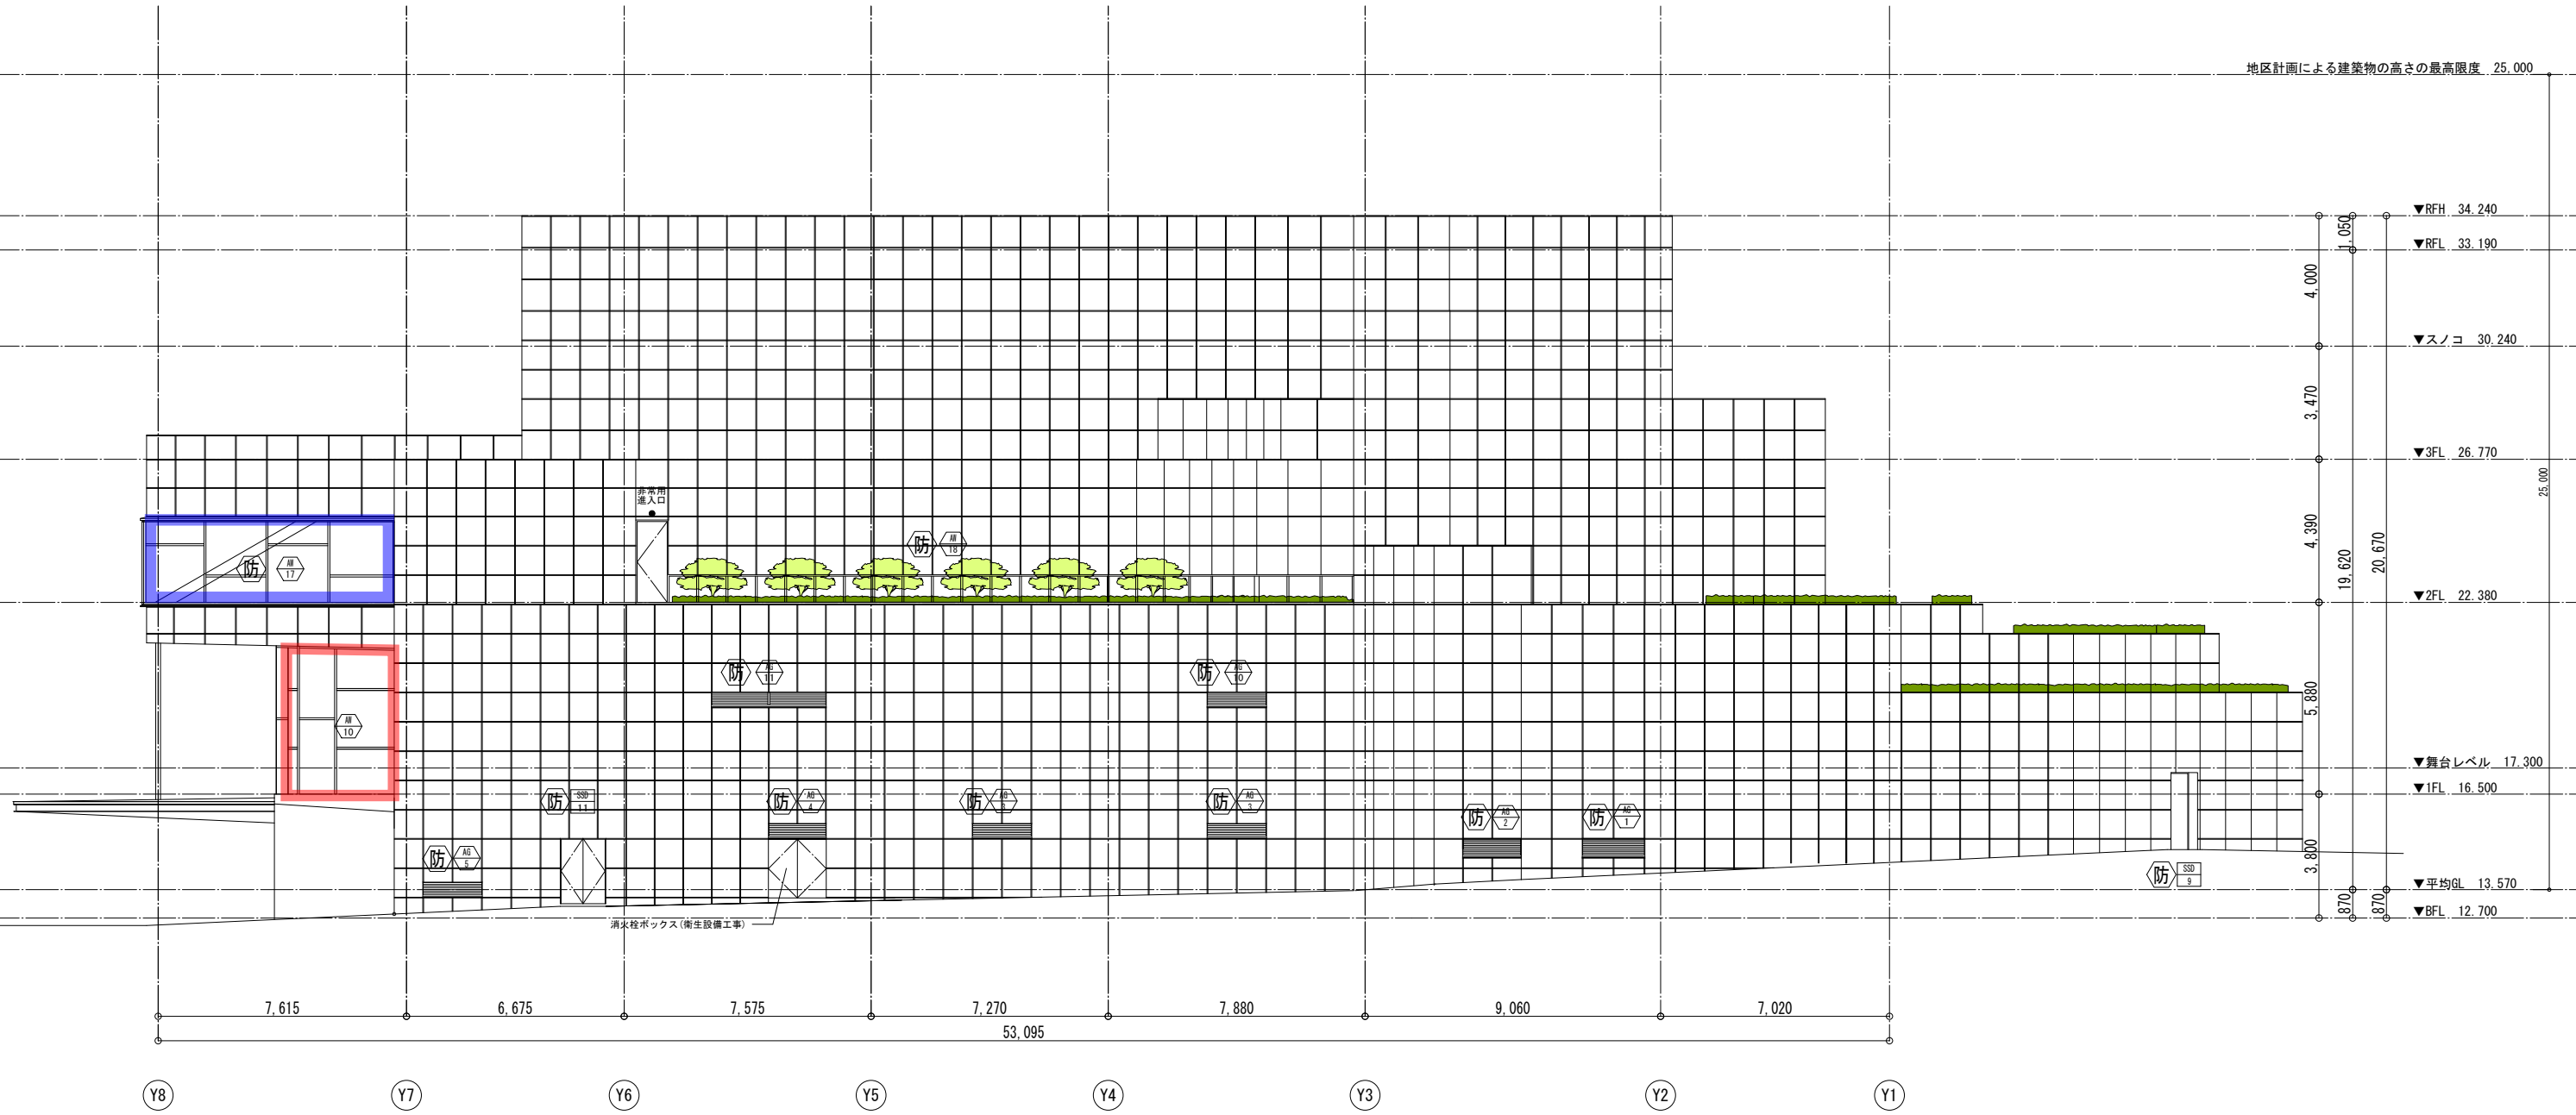 地区計画による建築物の高さの最高限度 25,000
▼RFH 34.240
1,050
▼RFL 33.190
4,000
▼スノコ 30.240
3,470
▼3FL 26.770
25,000
非常用
進入口
防 AW 18
4,390
19,620
20,670
防 AW 17
▼2FL 22.380
防 AG 11
防 AG 10
5,880
AW 10
▼舞台レベル 17.300
▼1FL 16.500
防 SSD 11
防 AG 4
防 AG 3
防 AG 3
防 AG 2
防 AG 1
防 AG 5
3,800
防 SSD 9
▼平均GL 13.570
870
870
▼BFL 12.700
消火栓ボックス(衛生設備工事)
7,615
6,675
7,575
7,270
7,880
9,060
7,020
53,095
Y8
Y7
Y6
Y5
Y4
Y3
Y2
Y1